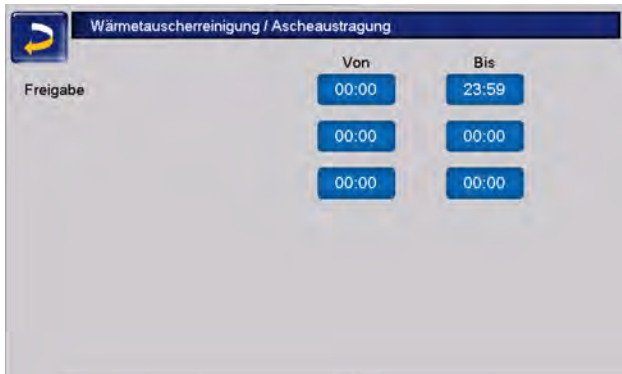 Wärmetauscherreinigung / Ascheaustragung
Von Bis
Freigabe 00:00 23:59
00:00 00:00
00:00 00:00